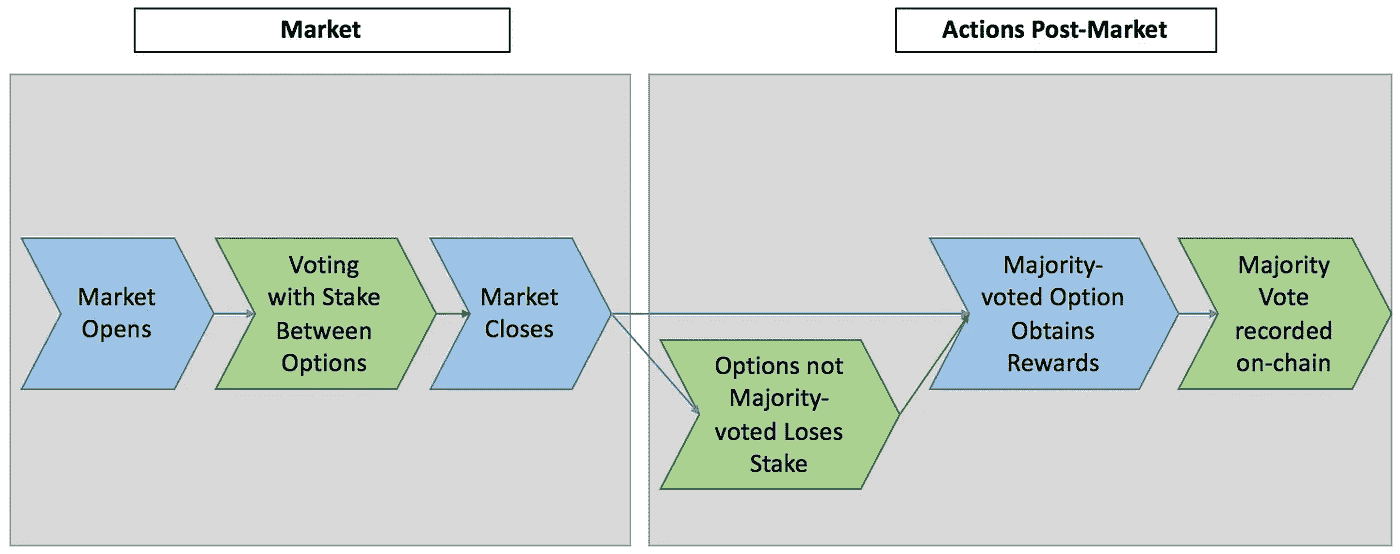 Market
Actions Post-Market
Market
Opens
Voting
with Stake
Between
Options
Market
Closes
Options not
Majority-
voted Loses
Stake
Majority-
voted Option
Obtains
Rewards
Majority
Vote
recorded
on-chain